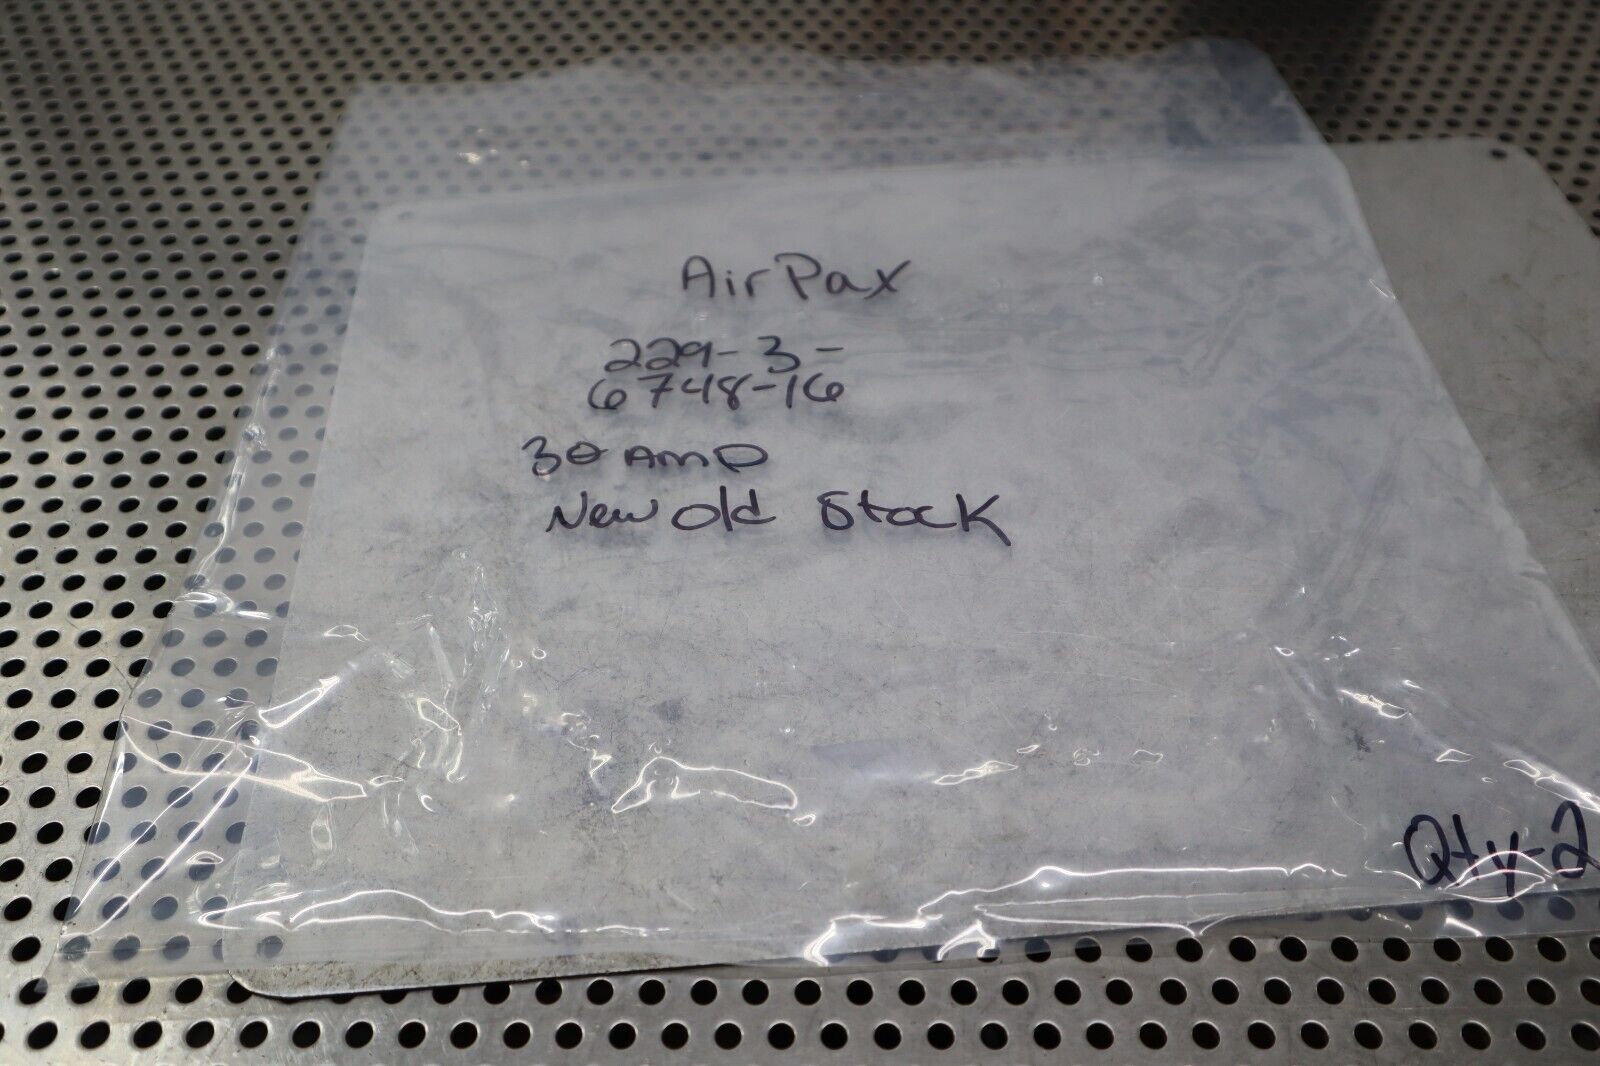 AirPax
229-3-
6748-16
30 AMP
New Old Stock
Qty-2